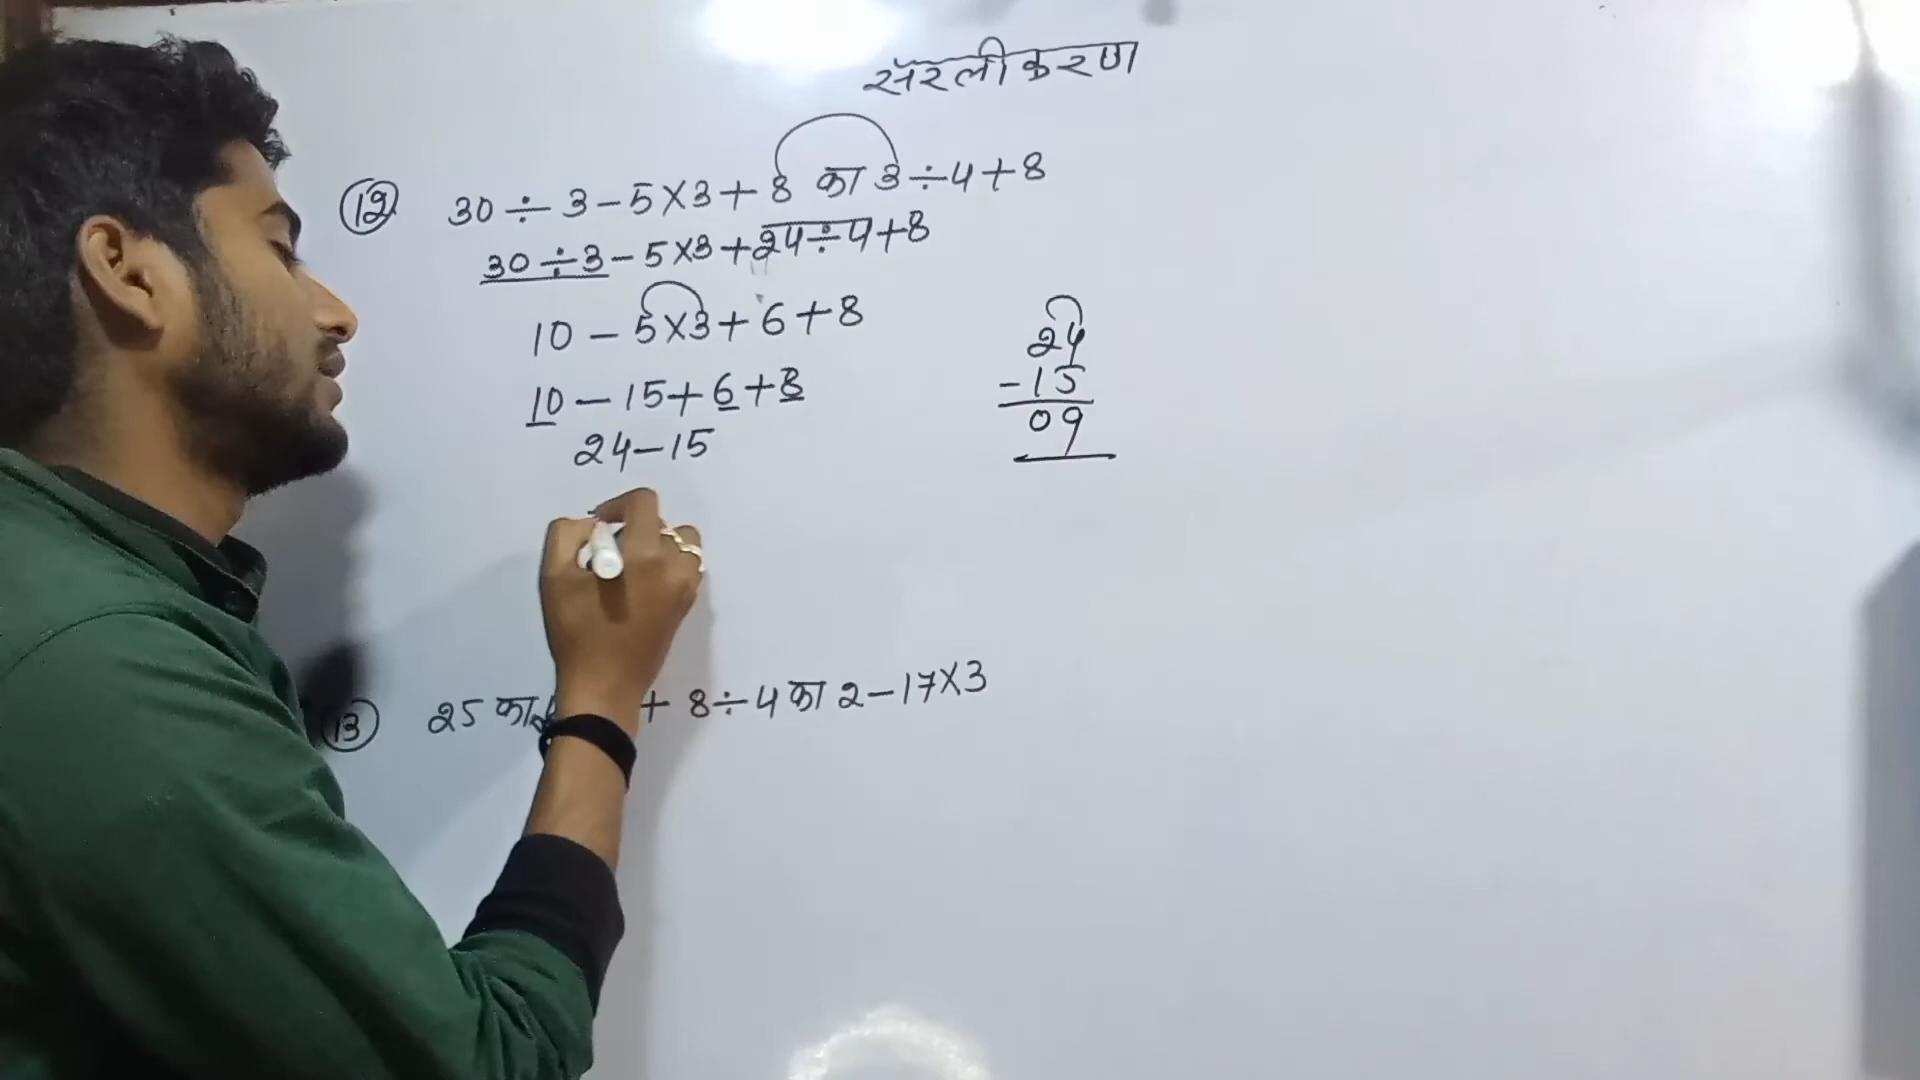 सरलीकरण
(12) 30 ÷ 3 - 5 × 3 + 8 का 3 ÷ 4 + 8
30 ÷ 3 - 5 × 3 + 24 ÷ 4 + 8
10 - 5 × 3 + 6 + 8
10 - 15 + 6 + 8
24 - 15
24
- 15
09
(13) 25 का + 8 ÷ 4 का 2 - 17 × 3